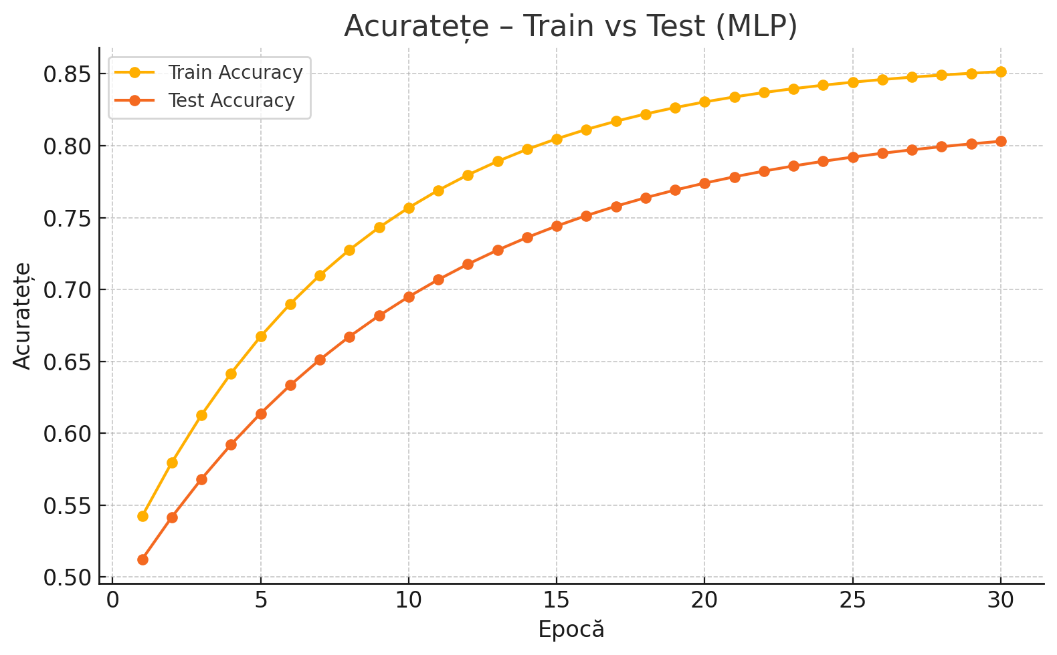 Acuratețe – Train vs Test (MLP)
Train Accuracy
Test Accuracy
Acuratețe
0.85
0.80
0.75
0.70
0.65
0.60
0.55
0.50
0 5 10 15 20 25 30
Epocă